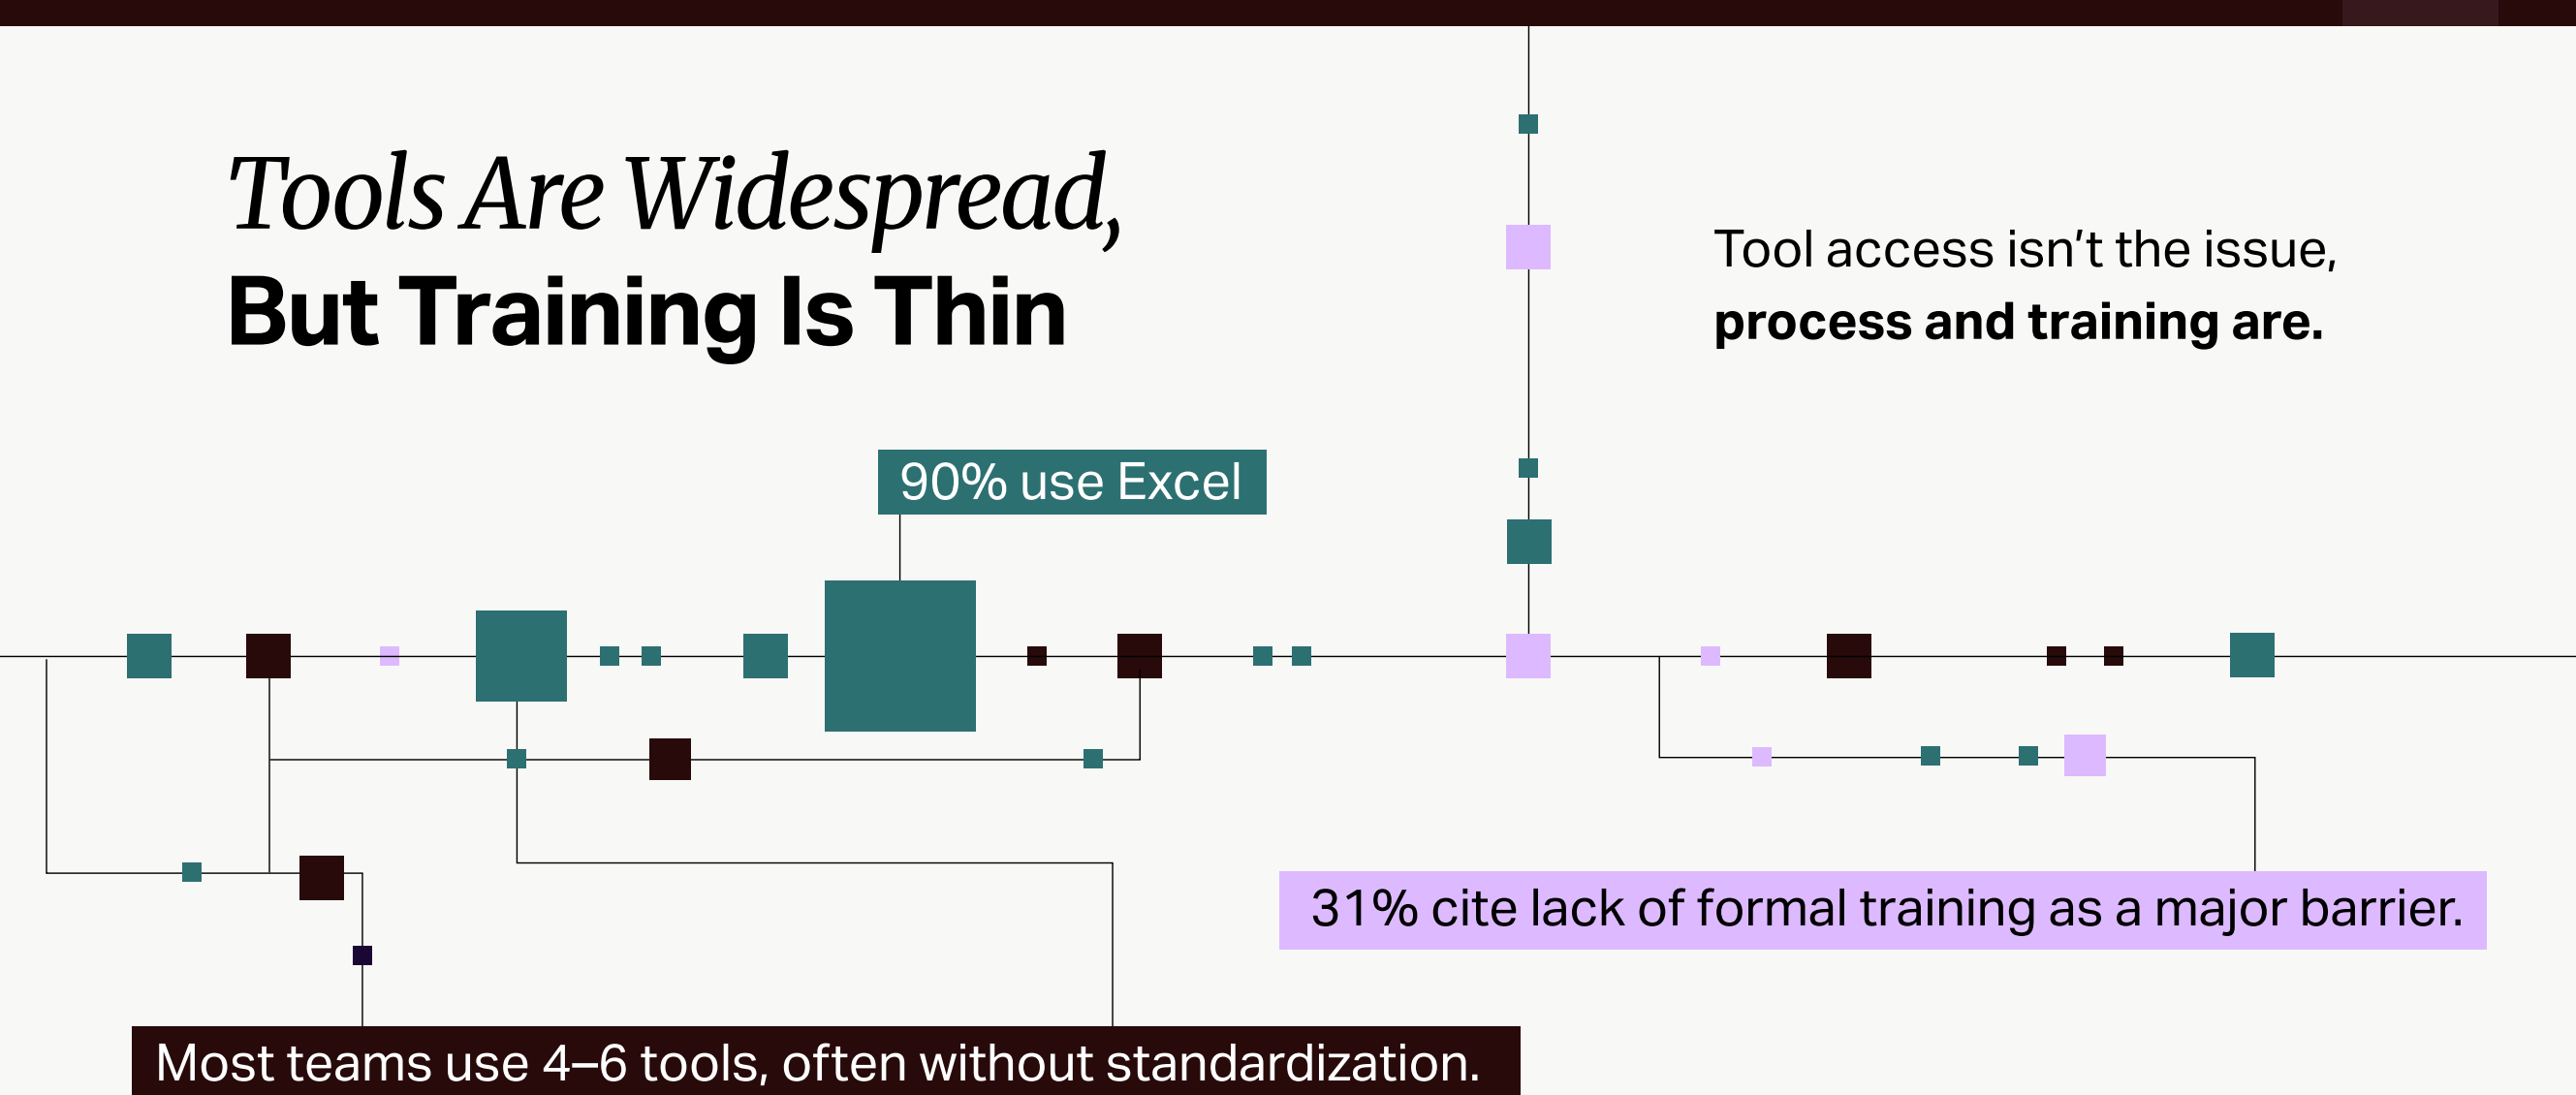 Tools Are Widespread,
But Training Is Thin
Tool access isn’t the issue,
process and training are.
90% use Excel
31% cite lack of formal training as a major barrier.
Most teams use 4–6 tools, often without standardization.